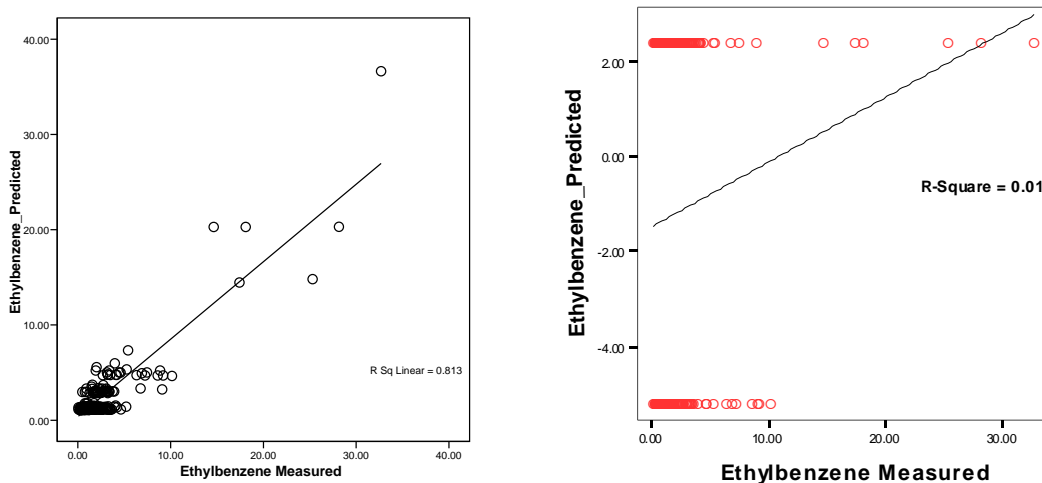 40.00
30.00
20.00
10.00
0.00
Ethylbenzene_Predicted
R Sq Linear = 0.813
0.00 10.00 20.00 30.00 40.00
Ethylbenzene Measured
2.00
0.00
-2.00
-4.00
Ethylbenzene_Predicted
R-Square = 0.01
0.00 10.00 20.00 30.00
Ethylbenzene Measured